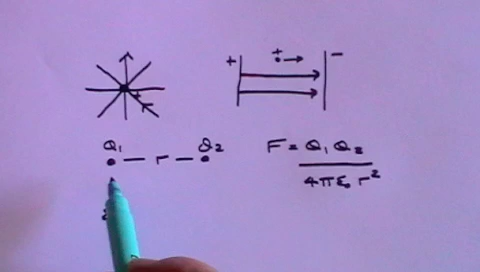 + + −
+
Q₁ — r — Q₂
F = Q₁ Q₂
4πε₀ r²